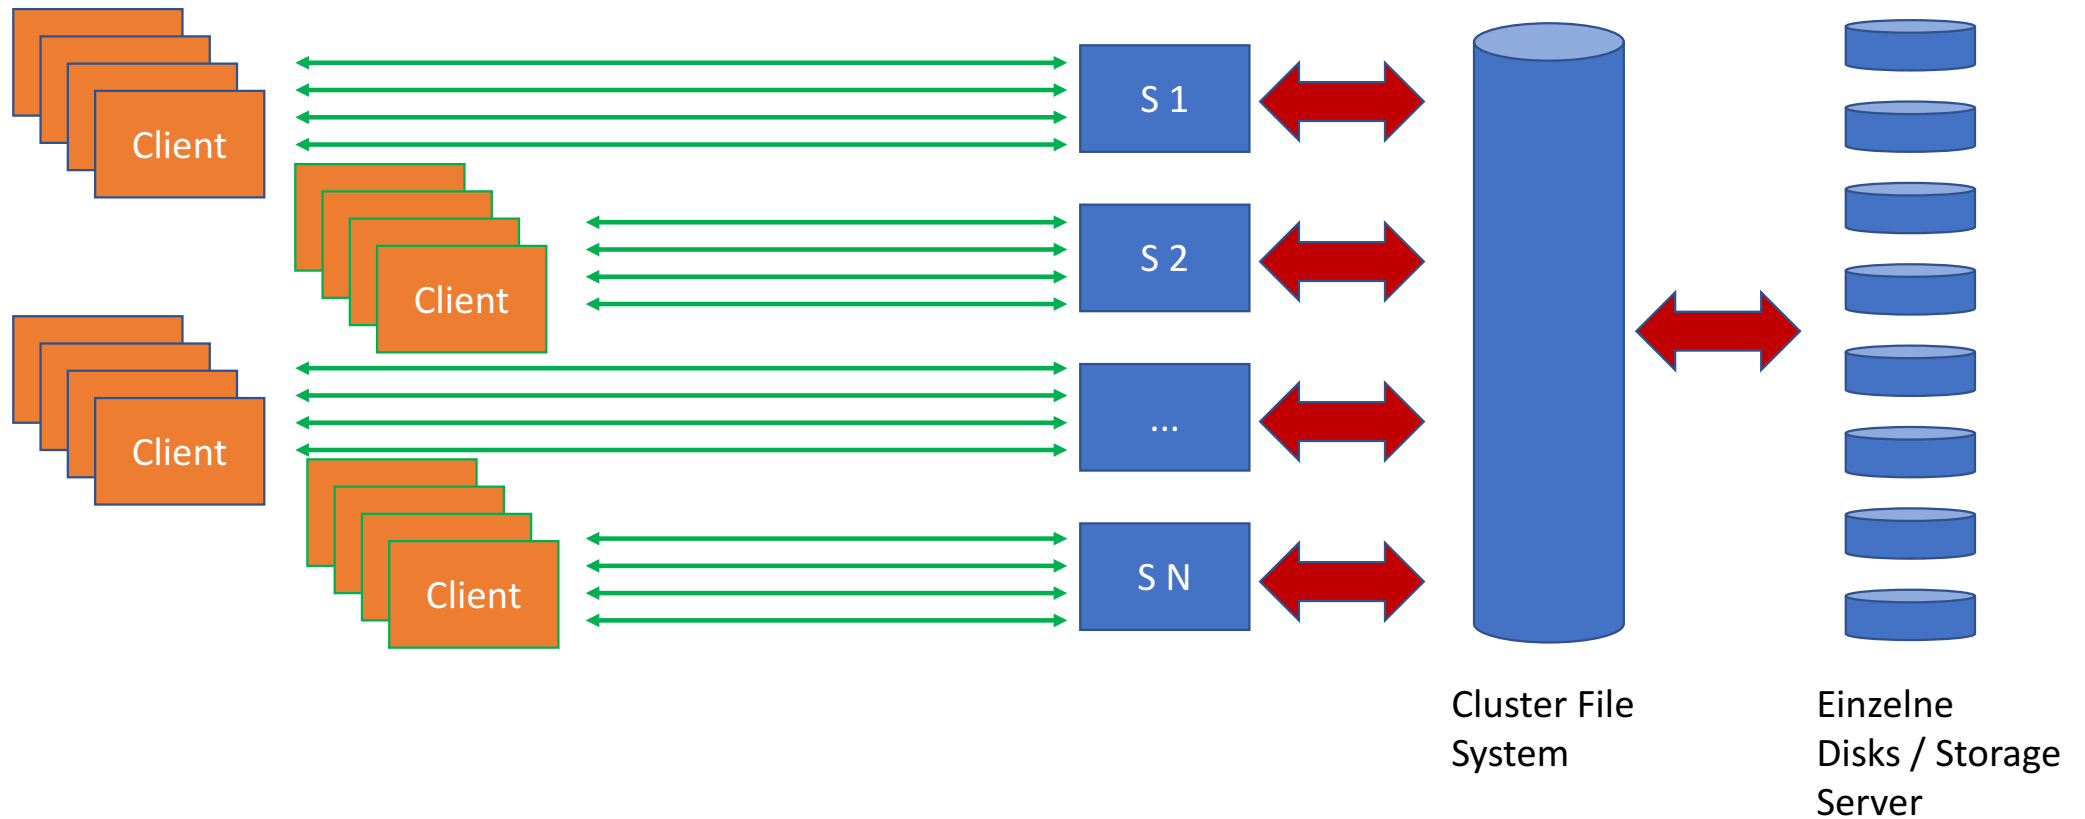 Client
S 1
Client
S 2
Client
...
Client
S N
Cluster File
System
Einzelne
Disks / Storage
Server